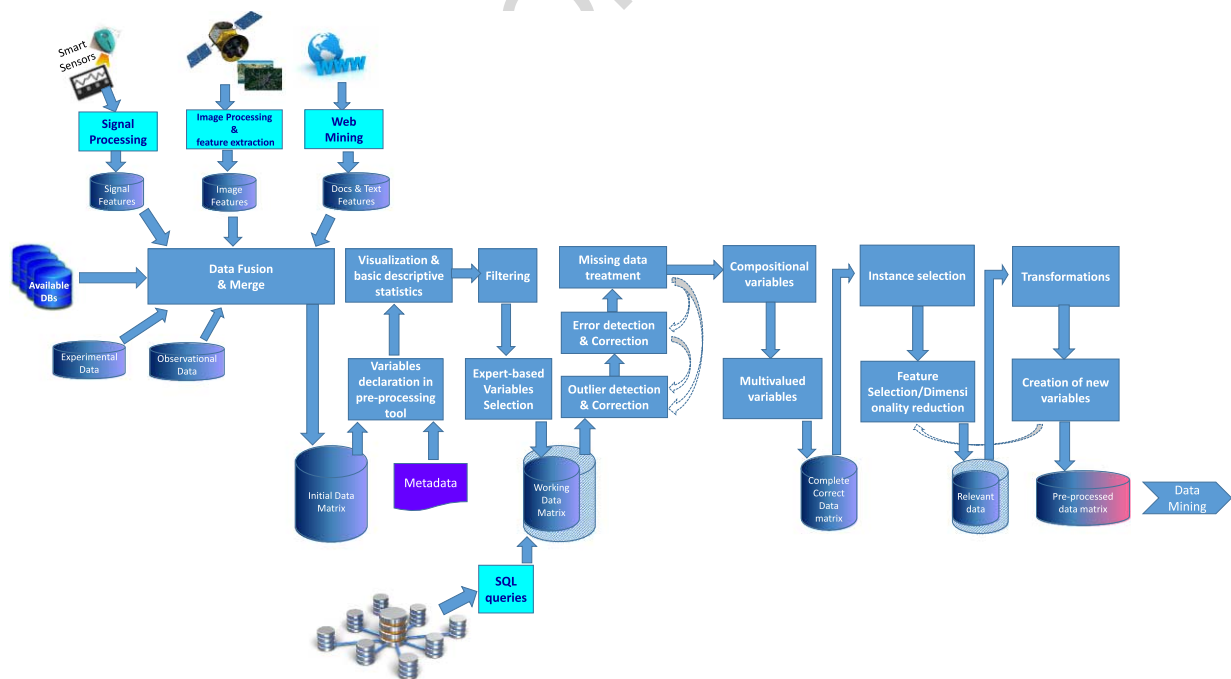 Smart
Sensors
WWW
Signal
Processing
Image Processing
&
feature extraction
Web
Mining
Signal
Features
Image
Features
Docs & Text
Features
Available
DBs
Data Fusion
& Merge
Experimental
Data
Observational
Data
Visualization &
basic descriptive
statistics
Variables
declaration in
pre-processing
tool
Initial Data
Matrix
Metadata
Filtering
Expert-based
Variables
Selection
Working
Data
Matrix
SQL
queries
Missing data
treatment
Error detection
& Correction
Outlier detection
& Correction
Compositional
variables
Multivalued
variables
Complete
Correct
Data
matrix
Instance selection
Feature
Selection/Dimensi
onality reduction
Relevant
data
Transformations
Creation of new
variables
Pre-processed
data matrix
Data
Mining